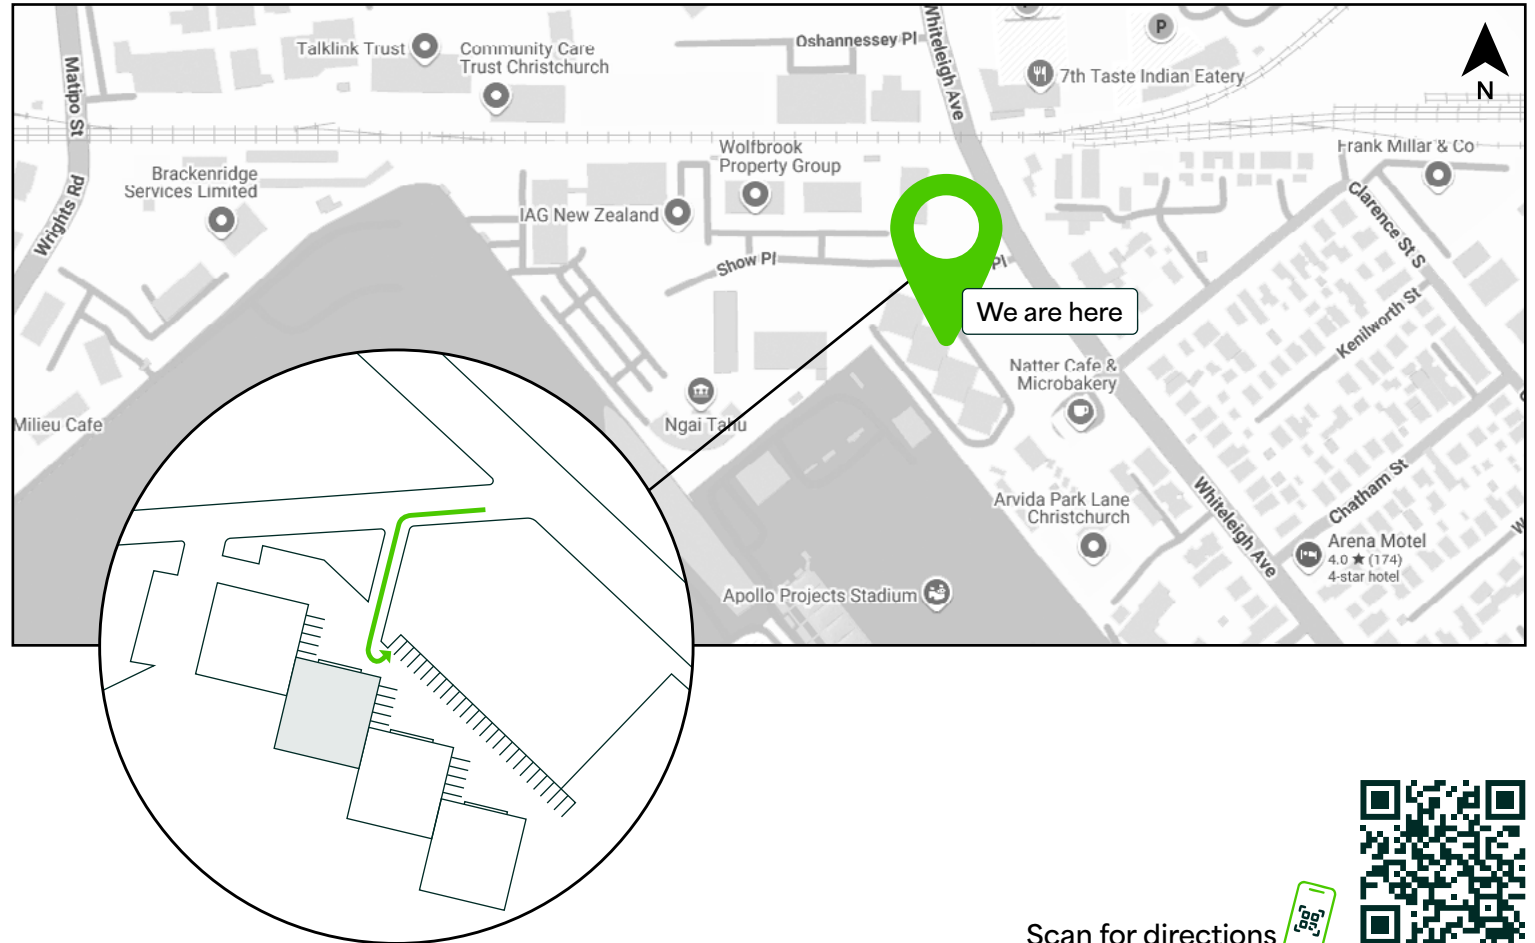 Oshannessey Pl
Talklink Trust
Community Care
Trust Christchurch
Whiteleigh Ave
P
7th Taste Indian Eatery
N
Matipo St
Wolfbrook
Property Group
Frank Millar & Co
Brackenridge
Services Limited
Wrights Rd
IAG New Zealand
Clarence St S
Show Pl
Pl
We are here
Kenilworth St
Natter Cafe &
Microbakery
Milieu Cafe
Ngai Tahu
Chatham St
Whiteleigh Ave
Arvida Park Lane
Christchurch
Arena Motel
4.0 ★ (174)
4-star hotel
Apollo Projects Stadium
Scan for directions